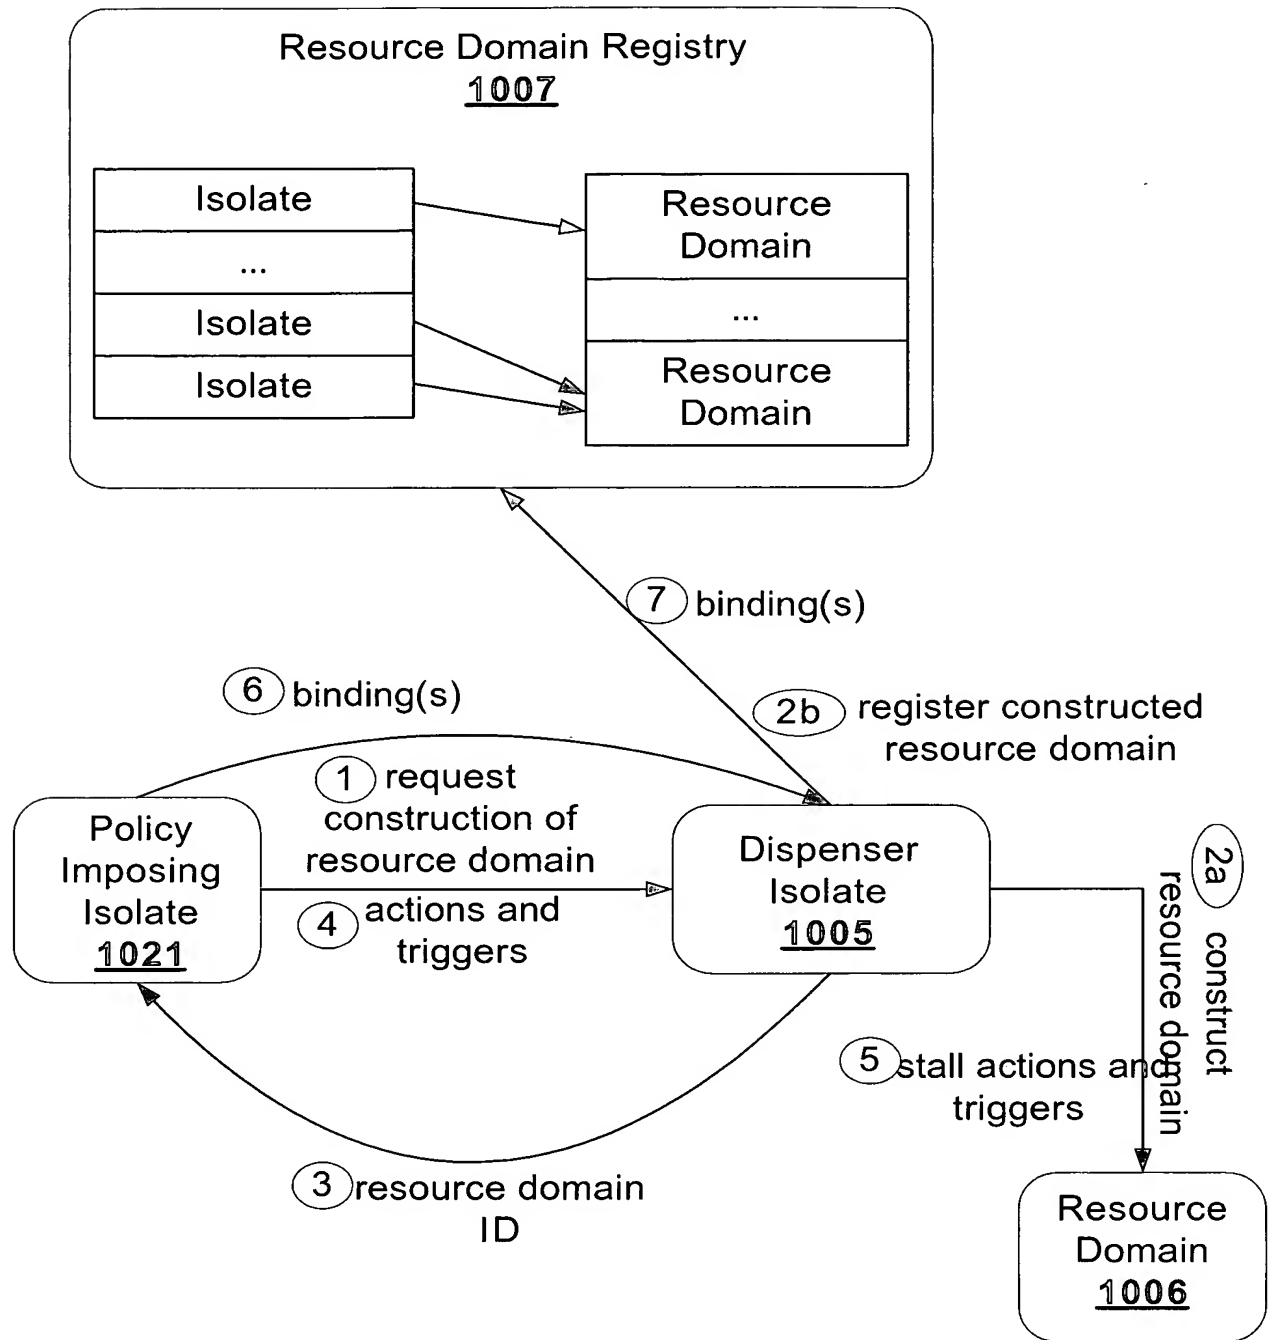 Resource Domain Registry
1007
Isolate
...
Isolate
Isolate
Resource
Domain
...
Resource
Domain
7 binding(s)
6 binding(s)
2b register constructed
resource domain
1 request
construction of
resource domain
4 actions and
triggers
Policy
Imposing
Isolate
1021
Dispenser
Isolate
1005
2a construct
resource domain
5 stall actions and
triggers
3 resource domain
ID
Resource
Domain
1006